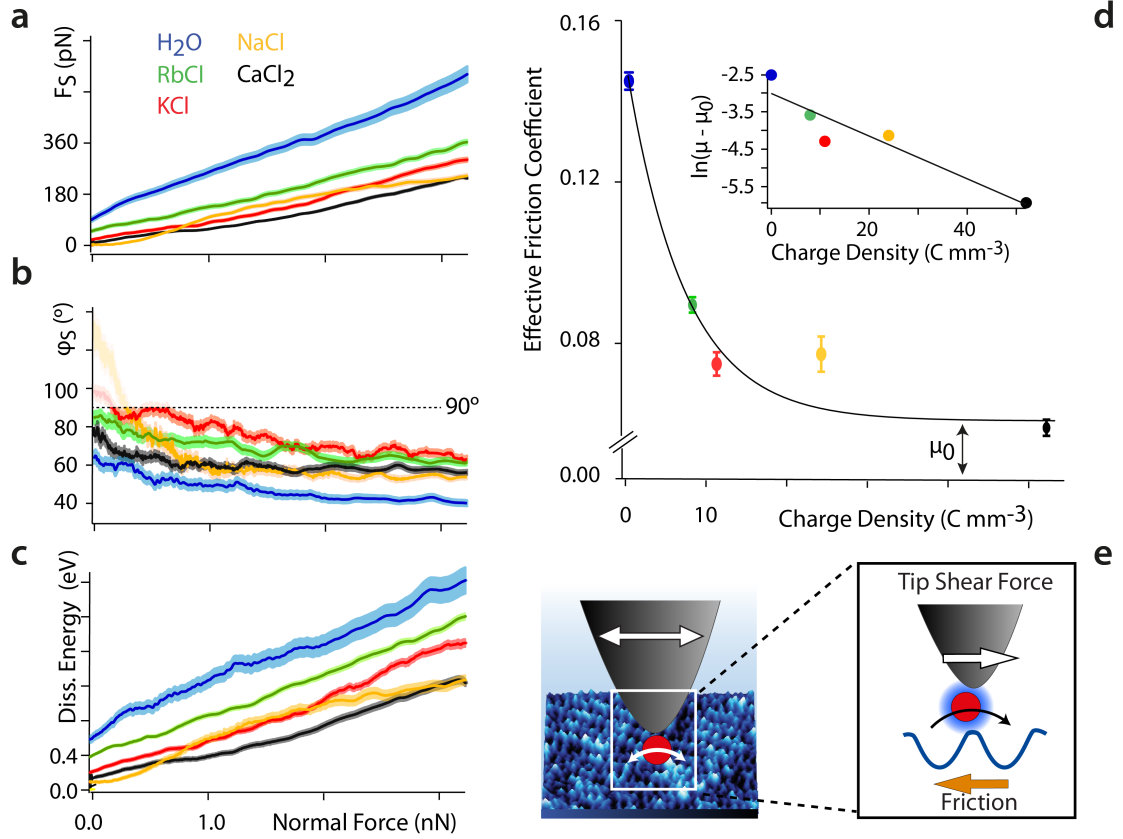 a
H2O
NaCl
RbCl
CaCl2
KCl
FS (pN)
360
180
0
b
φS (º)
100
80
60
40
90º
c
Diss. Energy (eV)
0.4
0.0
0.0
1.0
Normal Force (nN)
d
0.16
0.12
0.08
0.00
Effective Friction Coefficient
0
10
Charge Density (C mm-3)
μ0
ln(μ - μ0)
-2.5
-3.5
-4.5
-5.5
0
20
40
Charge Density (C mm-3)
e
Tip Shear Force
Friction